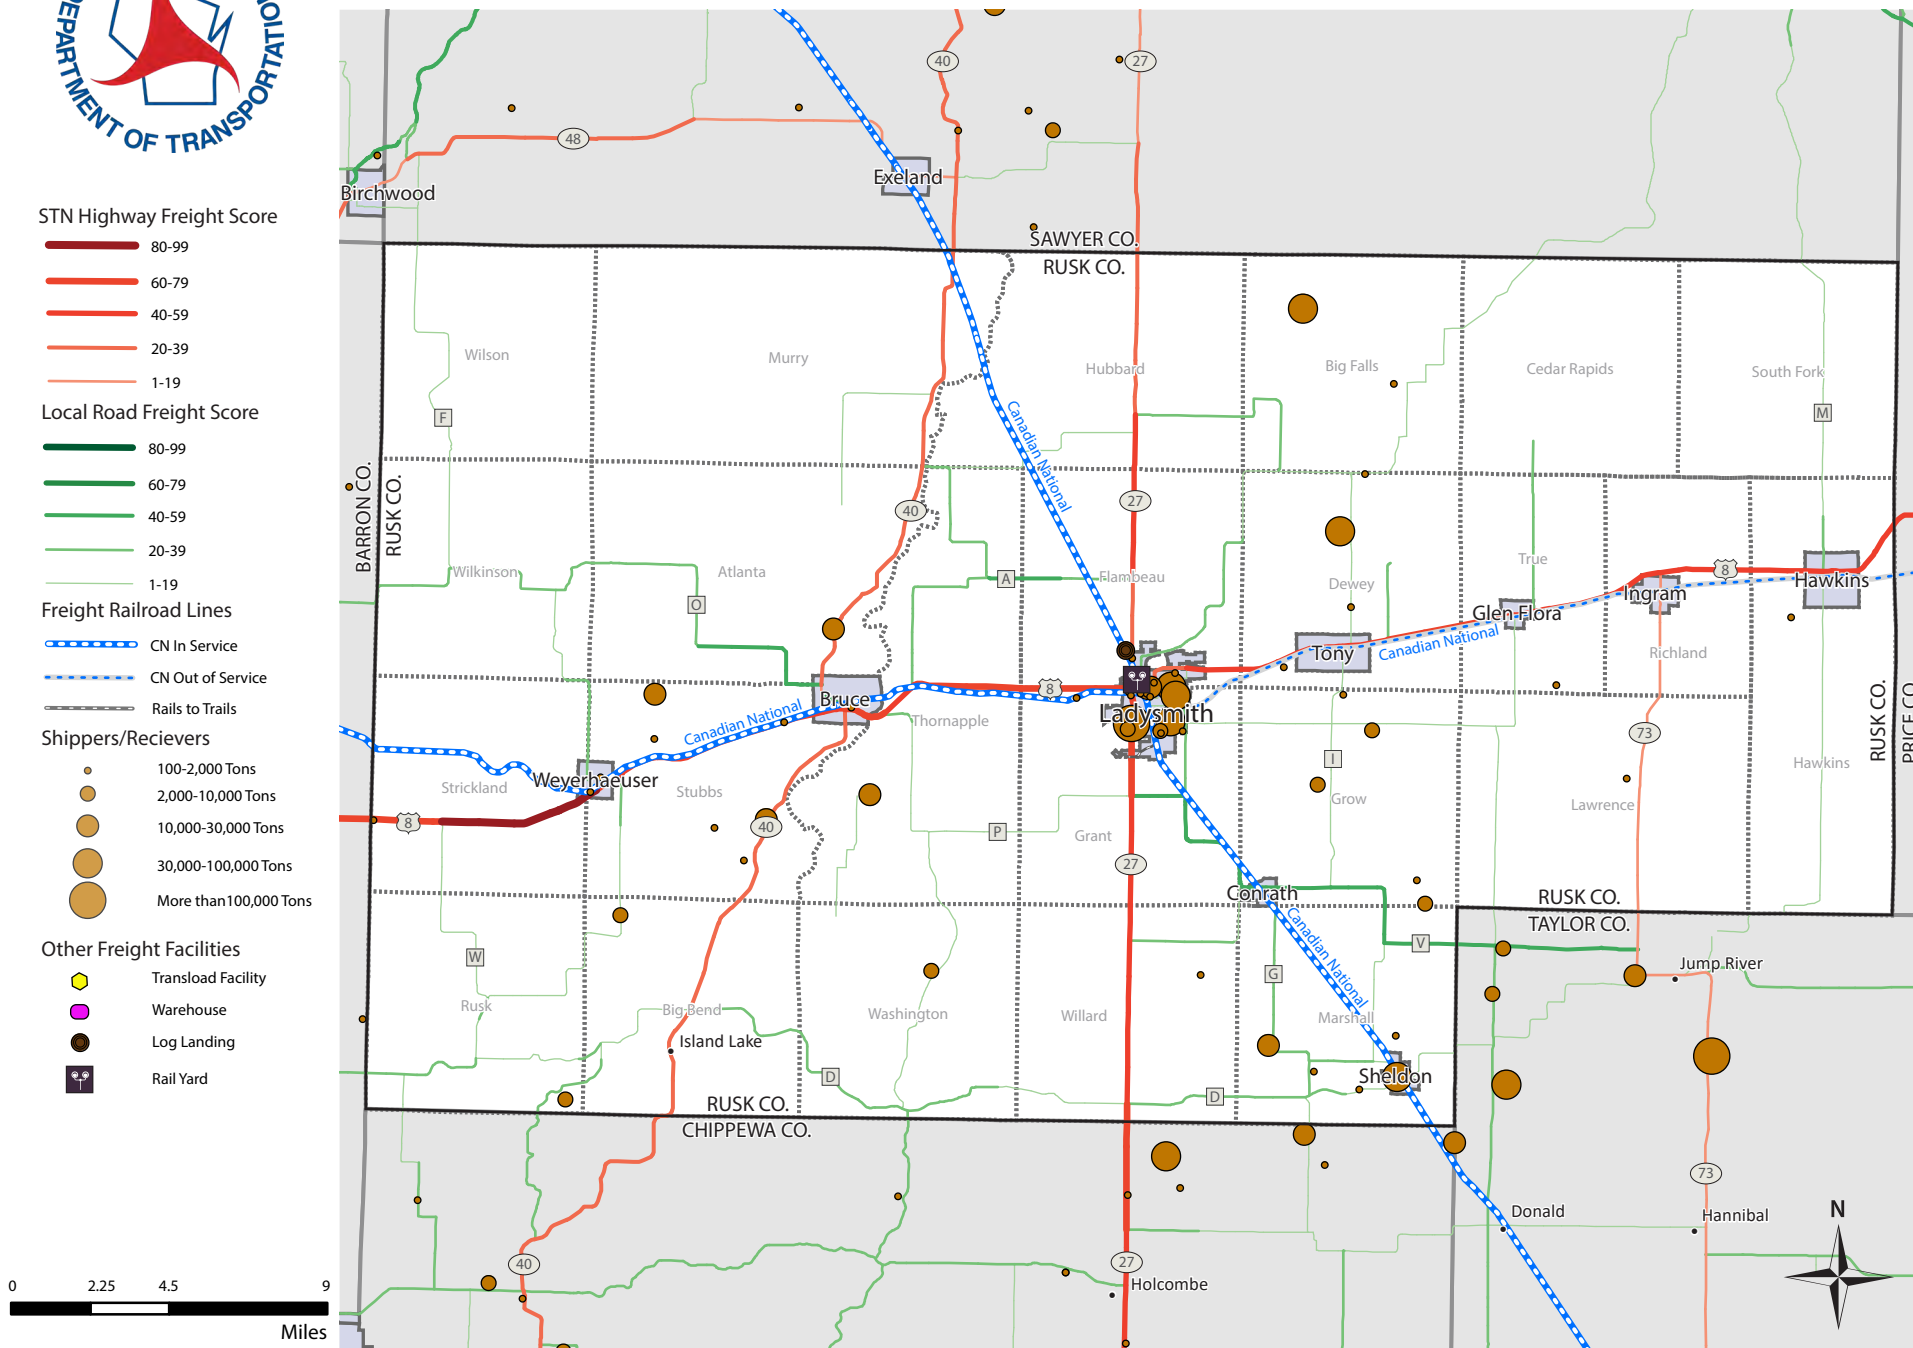 DEPARTMENT OF TRANSPORTATION
STN Highway Freight Score
80-99
60-79
40-59
20-39
1-19
Local Road Freight Score
80-99
60-79
40-59
20-39
1-19
Freight Railroad Lines
CN In Service
CN Out of Service
Rails to Trails
Shippers/Recievers
100-2,000 Tons
2,000-10,000 Tons
10,000-30,000 Tons
30,000-100,000 Tons
More than100,000 Tons
Other Freight Facilities
Transload Facility
Warehouse
Log Landing
Rail Yard
0 2.25 4.5 9
Miles
40
27
48
Exeland
Birchwood
SAWYER CO.
RUSK CO.
Wilson
Murry
Hubbard
Big Falls
Cedar Rapids
South Fork
F
M
Canadian National
BARRON CO.
RUSK CO.
40
27
Wilkinson
Atlanta
A
Flambeau
Dewey
True
8
Hawkins
Ingram
O
Glen Flora
Tony
Canadian National
Richland
8
Bruce
Ladysmith
Thornapple
Canadian National
73
RUSK CO.
PRICE CO.
I
Hawkins
Weyerhaeuser
Strickland
Stubbs
Grow
Lawrence
8
40
P
Grant
27
Conrath
RUSK CO.
TAYLOR CO.
Canadian National
V
W
G
Jump River
Rusk
Big Bend
Washington
Willard
Marshall
Island Lake
D
Sheldon
D
RUSK CO.
CHIPPEWA CO.
73
Donald
Hannibal
N
40
27
Holcombe